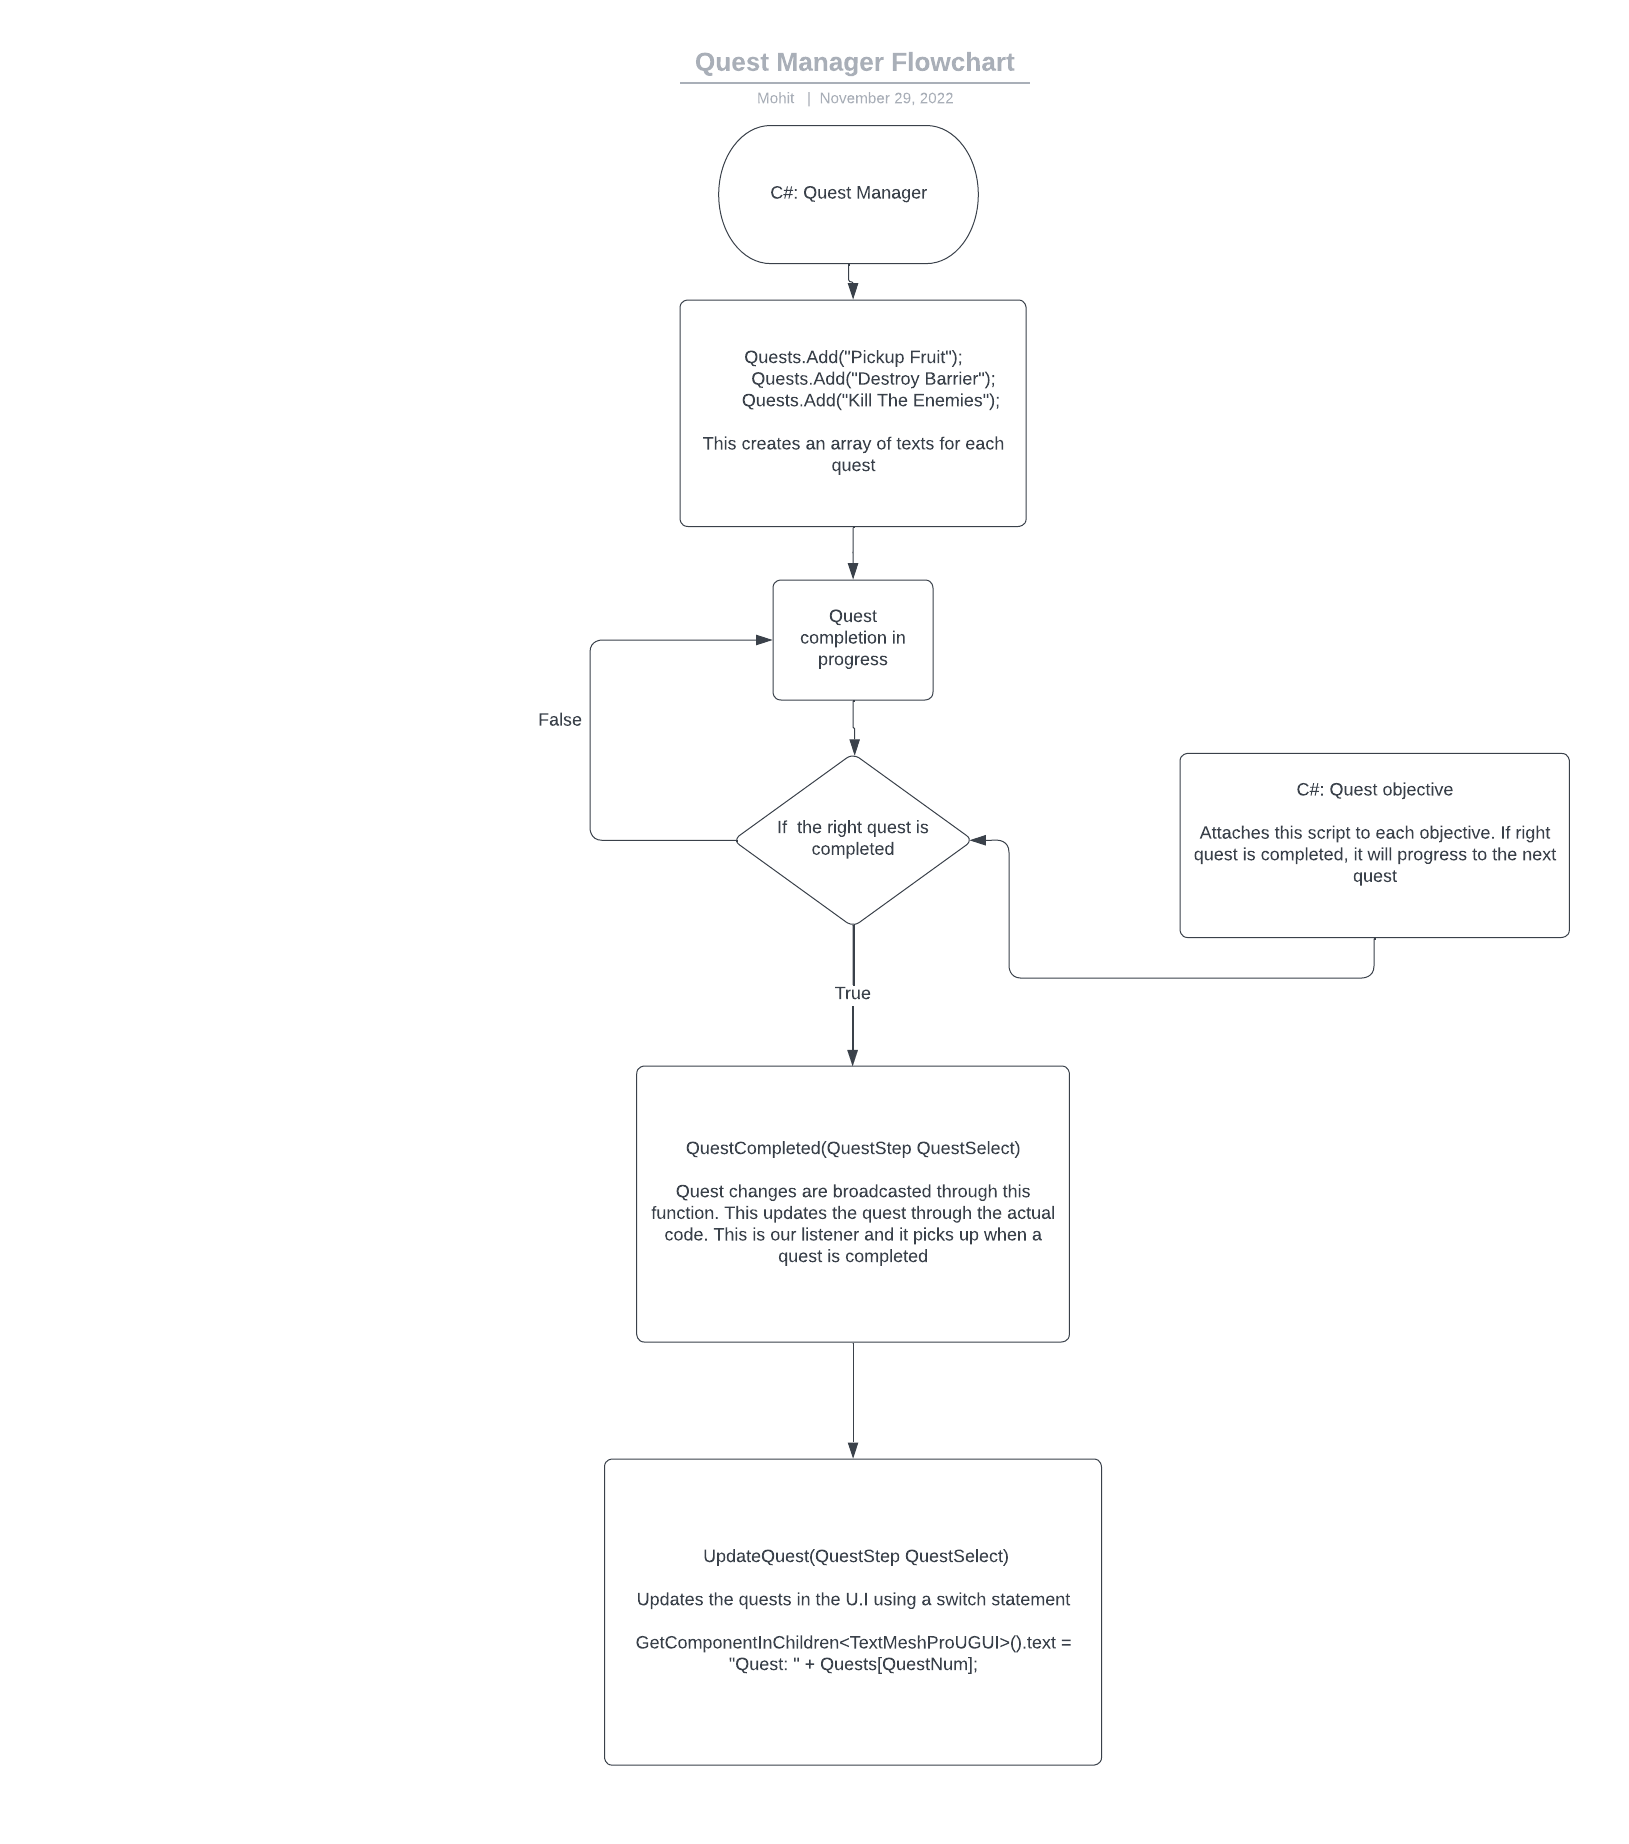 Quest Manager Flowchart
Mohit | November 29, 2022
C#: Quest Manager
Quests.Add("Pickup Fruit");
Quests.Add("Destroy Barrier");
Quests.Add("Kill The Enemies");
This creates an array of texts for each
quest
Quest
completion in
progress
False
If  the right quest is
completed
C#: Quest objective
Attaches this script to each objective. If right
quest is completed, it will progress to the next
quest
True
QuestCompleted(QuestStep QuestSelect)
Quest changes are broadcasted through this
function. This updates the quest through the actual
code. This is our listener and it picks up when a
quest is completed
UpdateQuest(QuestStep QuestSelect)
Updates the quests in the U.I using a switch statement
GetComponentInChildren<TextMeshProUGUI>().text =
"Quest: " + Quests[QuestNum];